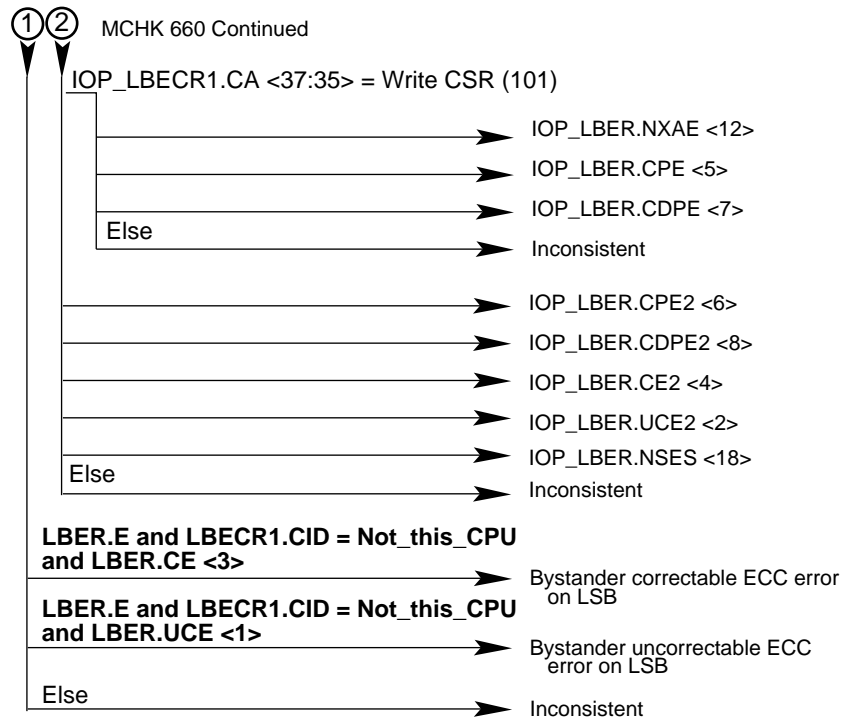 1 2 MCHK 660 Continued
IOP_LBECR1.CA <37:35> = Write CSR (101)
IOP_LBER.NXAE <12>
IOP_LBER.CPE <5>
IOP_LBER.CDPE <7>
Else
Inconsistent
IOP_LBER.CPE2 <6>
IOP_LBER.CDPE2 <8>
IOP_LBER.CE2 <4>
IOP_LBER.UCE2 <2>
IOP_LBER.NSES <18>
Else
Inconsistent
LBER.E and LBECR1.CID = Not_this_CPU
and LBER.CE <3>
Bystander correctable ECC error
on LSB
LBER.E and LBECR1.CID = Not_this_CPU
and LBER.UCE <1>
Bystander uncorrectable ECC
error on LSB
Else
Inconsistent